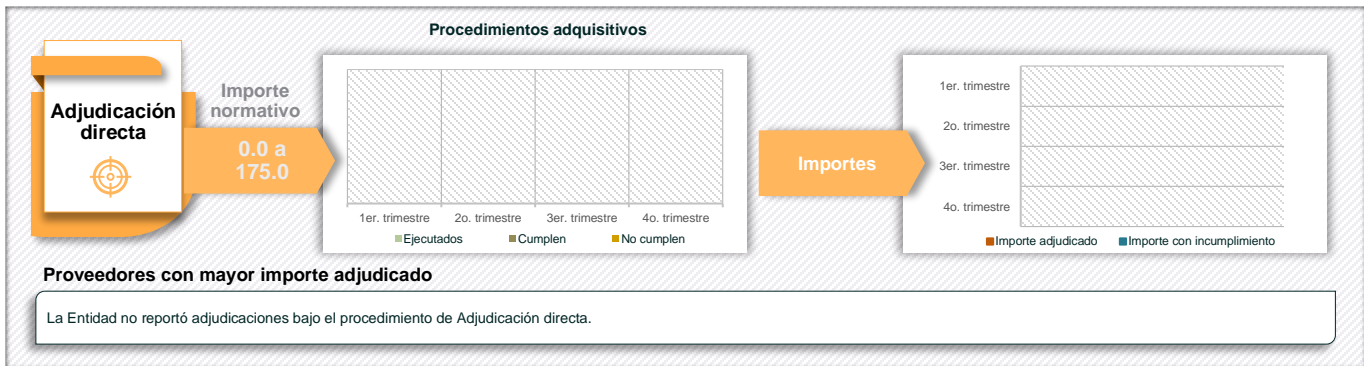 Procedimientos adquisitivos
Adjudicación
directa
Importe
normativo
0.0 a
175.0
1er. trimestre
2o. trimestre
3er. trimestre
4o. trimestre
Ejecutados
Cumplen
No cumplen
Importes
1er. trimestre
2o. trimestre
3er. trimestre
4o. trimestre
Importe adjudicado
Importe con incumplimiento
Proveedores con mayor importe adjudicado
La Entidad no reportó adjudicaciones bajo el procedimiento de Adjudicación directa.